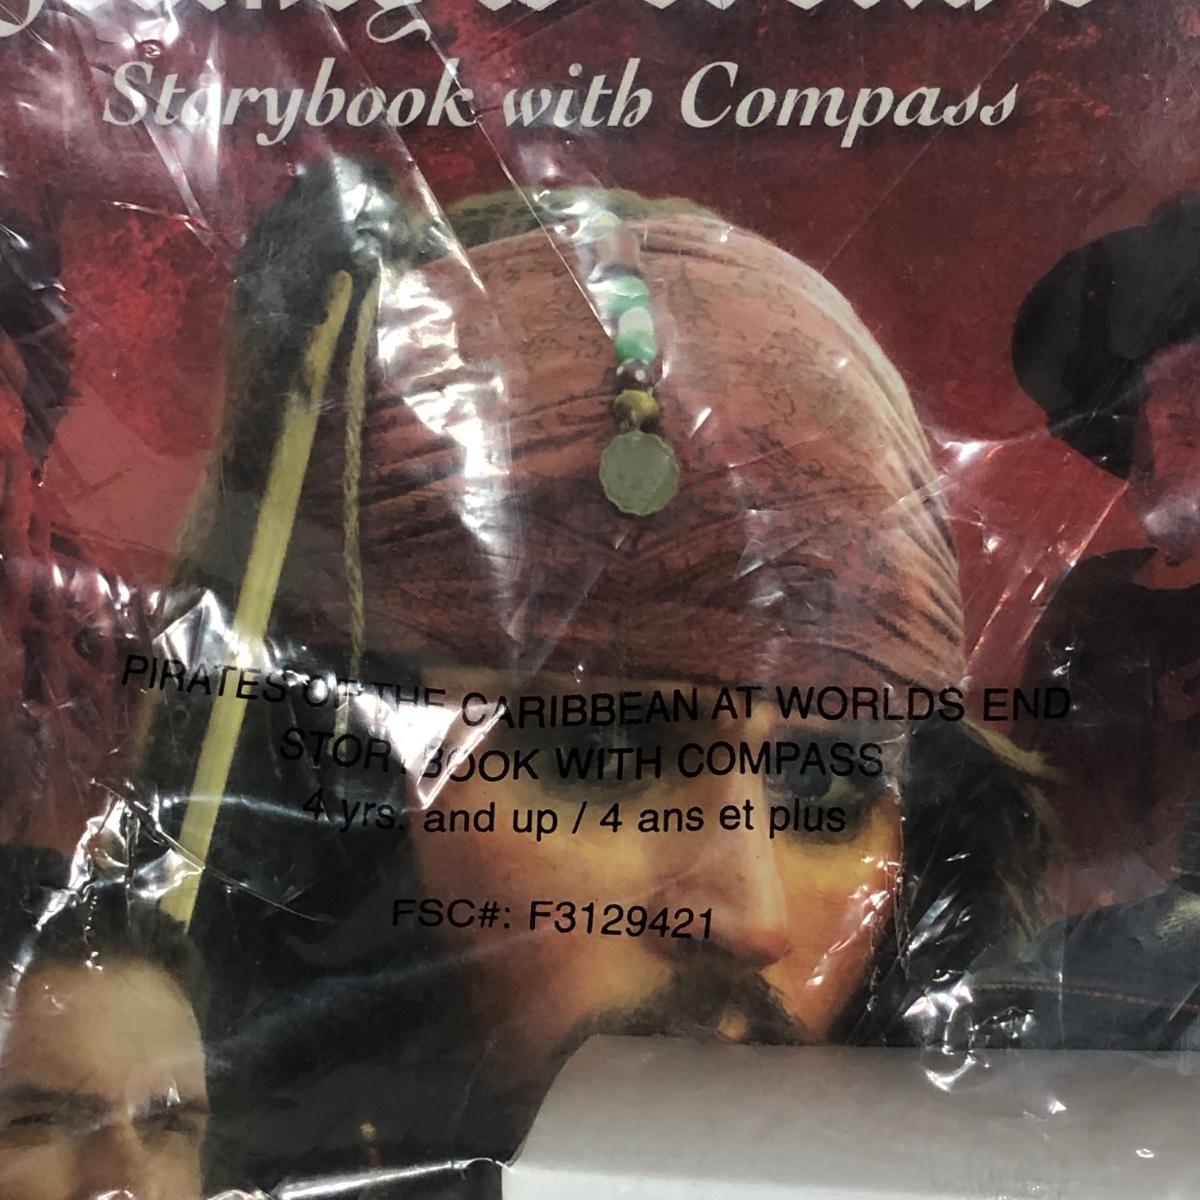 Storybook with Compass
PIRATES OF THE CARIBBEAN AT WORLDS END
STORYBOOK WITH COMPASS
4 yrs. and up / 4 ans et plus
FSC#: F3129421